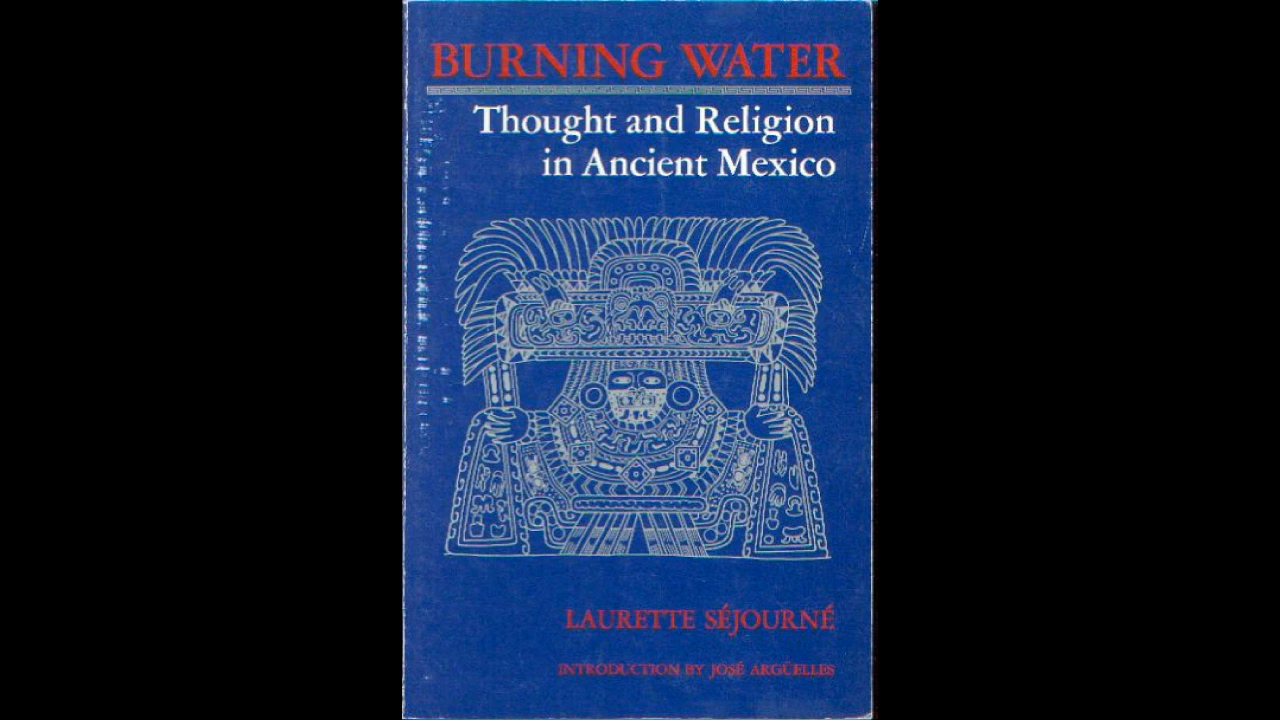 BURNING WATER
Thought and Religion
in Ancient Mexico
LAURETTE SÉJOURNÉ
INTRODUCTION BY JOSÉ ARGÜELLES